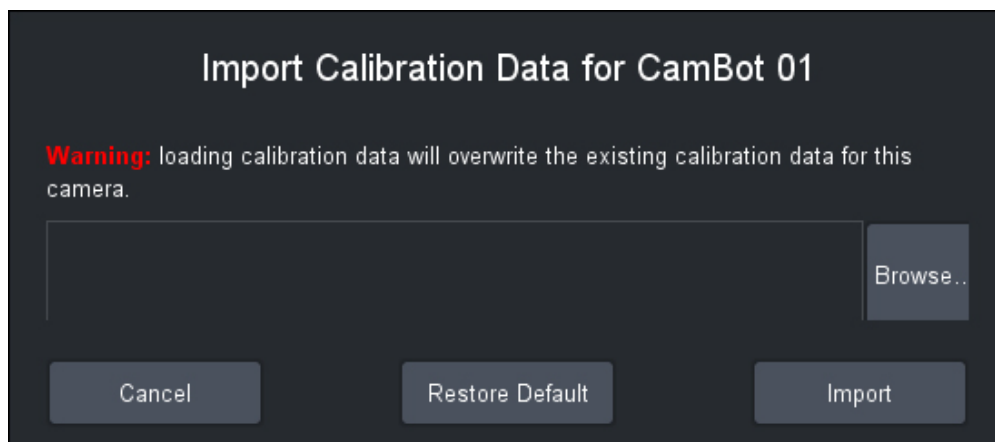 Import Calibration Data for CamBot 01
Warning: loading calibration data will overwrite the existing calibration data for this
camera.
Browse..
Cancel
Restore Default
Import